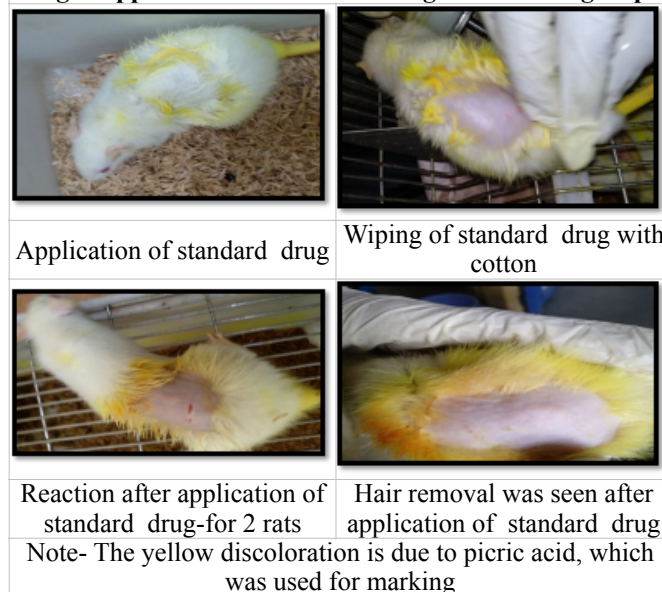 Application of standard drug
Wiping of standard drug with
cotton
Reaction after application of
standard drug-for 2 rats
Hair removal was seen after
application of standard drug
Note- The yellow discoloration is due to picric acid, which
was used for marking